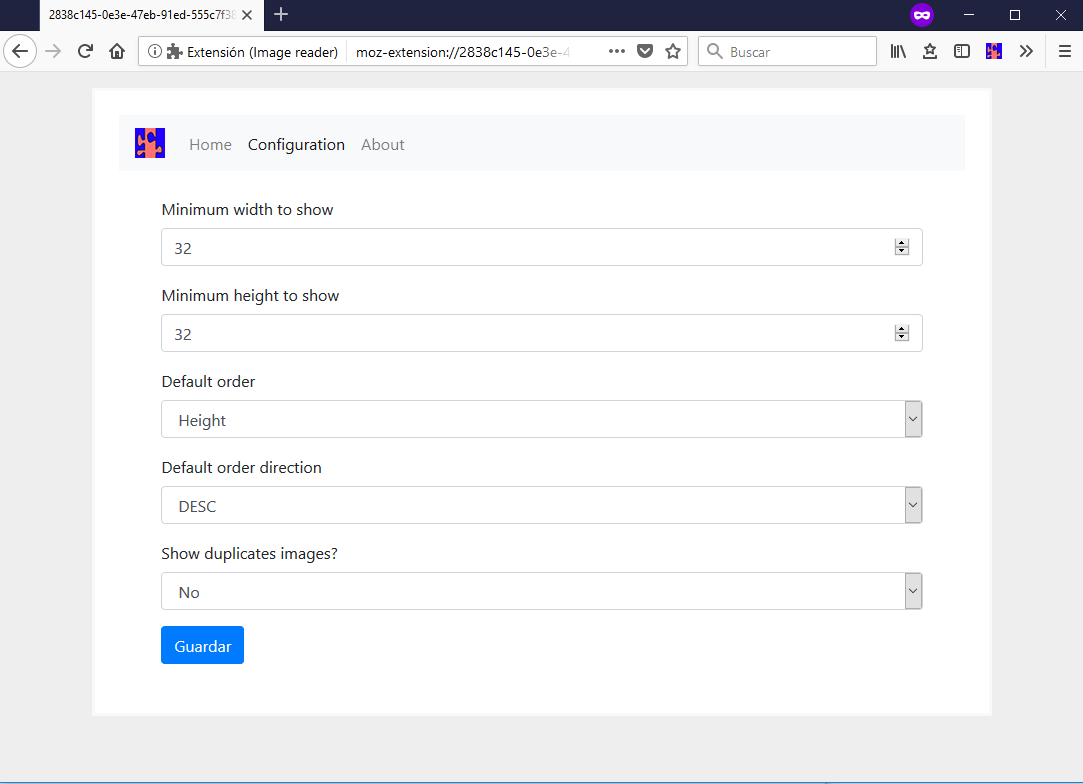 2838c145-0e3e-47eb-91ed-555c7f38
Extensión (Image reader) moz-extension://2838c145-0e3e-4 Buscar
Home Configuration About
Minimum width to show
32
Minimum height to show
32
Default order
Height
Default order direction
DESC
Show duplicates images?
No
Guardar